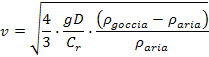 v = √(4/3 · gD/C_r · (ρ_goccia − ρ_aria)/ρ_aria)